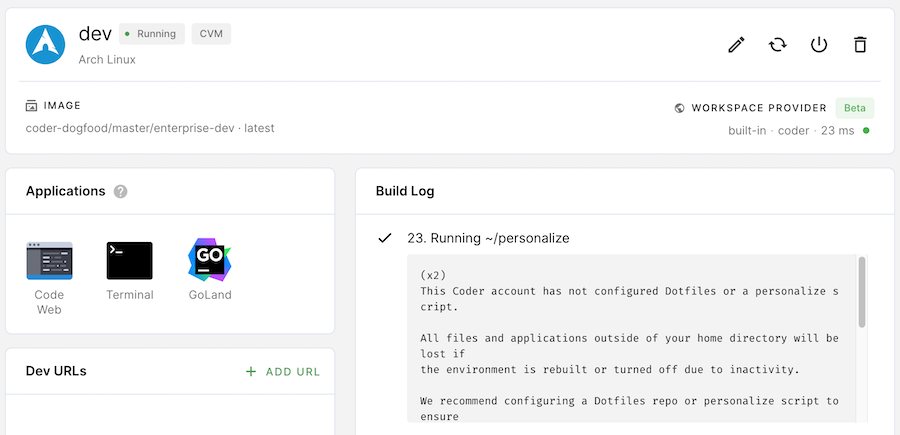 dev
Running
CVM
Arch Linux
IMAGE
WORKSPACE PROVIDER
Beta
coder-dogfood/master/enterprise-dev · latest
built-in · coder · 23 ms
Applications
?
Build Log
23. Running ~/personalize
>_
GO
Code
Web
Terminal
GoLand
(x2)
This Coder account has not configured Dotfiles or a personalize s
cript.
All files and applications outside of your home directory will be
lost if
the environment is rebuilt or turned off due to inactivity.
We recommend configuring a Dotfiles repo or personalize script to
ensure
Dev URLs
+ ADD URL